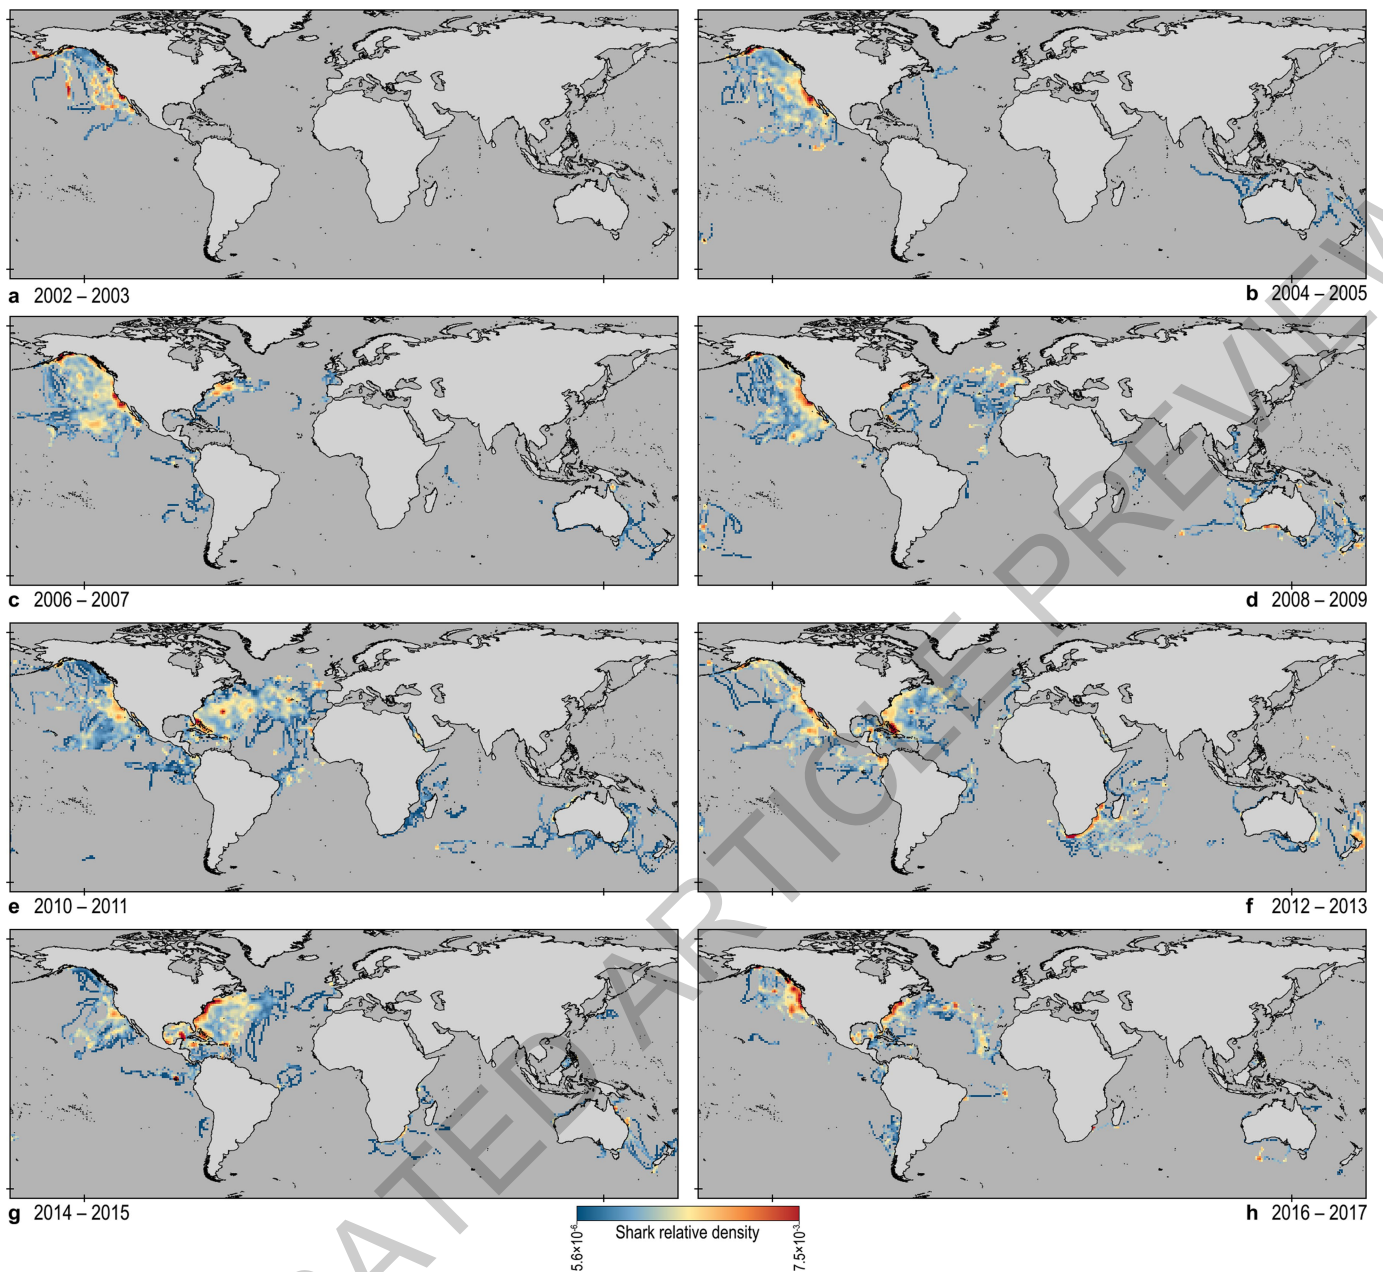 a 2002 – 2003
b 2004 – 2005
c 2006 – 2007
d 2008 – 2009
e 2010 – 2011
f 2012 – 2013
g 2014 – 2015
h 2016 – 2017
Shark relative density
5.6×10⁻⁶
7.5×10⁻³
ATED ARTICLE PREVIEW